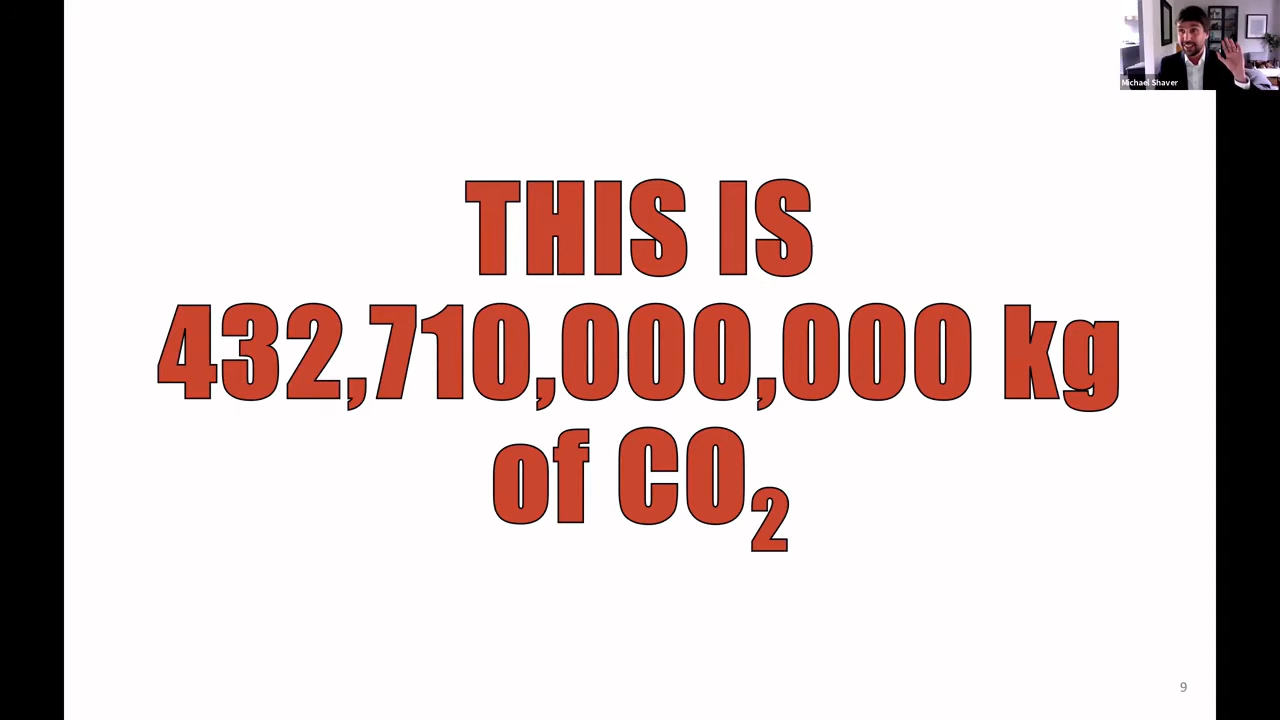 Michael Shaver
THIS IS
432,710,000,000 kg
of CO₂
9